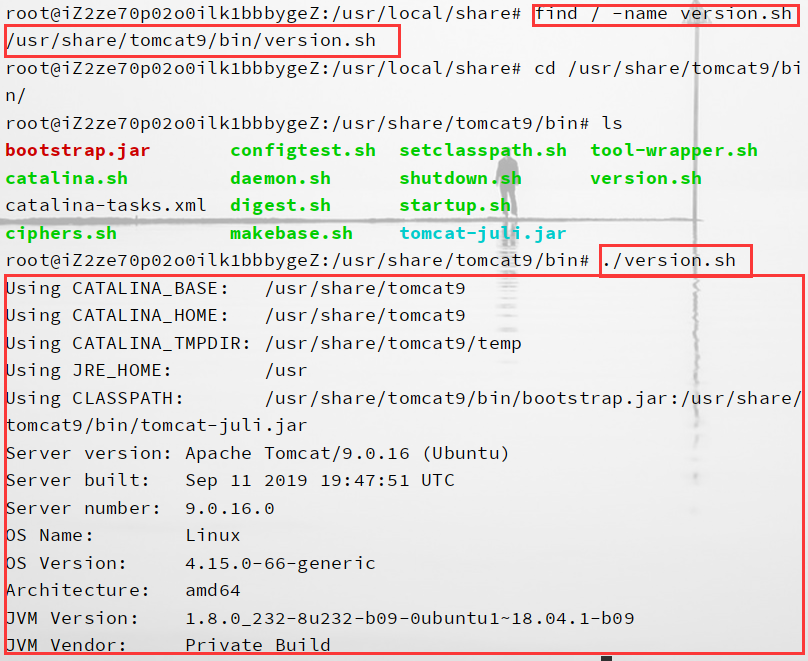 root@iZ2ze70p02o0ilk1bbbygeZ:/usr/local/share# find / -name version.sh
/usr/share/tomcat9/bin/version.sh
root@iZ2ze70p02o0ilk1bbbygeZ:/usr/local/share# cd /usr/share/tomcat9/bi
n/
root@iZ2ze70p02o0ilk1bbbygeZ:/usr/share/tomcat9/bin# ls
bootstrap.jar configtest.sh setclasspath.sh tool-wrapper.sh
catalina.sh daemon.sh shutdown.sh version.sh
catalina-tasks.xml digest.sh startup.sh
ciphers.sh makebase.sh tomcat-juli.jar
root@iZ2ze70p02o0ilk1bbbygeZ:/usr/share/tomcat9/bin# ./version.sh
Using CATALINA_BASE: /usr/share/tomcat9
Using CATALINA_HOME: /usr/share/tomcat9
Using CATALINA_TMPDIR: /usr/share/tomcat9/temp
Using JRE_HOME: /usr
Using CLASSPATH: /usr/share/tomcat9/bin/bootstrap.jar:/usr/share/
tomcat9/bin/tomcat-juli.jar
Server version: Apache Tomcat/9.0.16 (Ubuntu)
Server built: Sep 11 2019 19:47:51 UTC
Server number: 9.0.16.0
OS Name: Linux
OS Version: 4.15.0-66-generic
Architecture: amd64
JVM Version: 1.8.0_232-8u232-b09-0ubuntu1~18.04.1-b09
JVM Vendor: Private Build